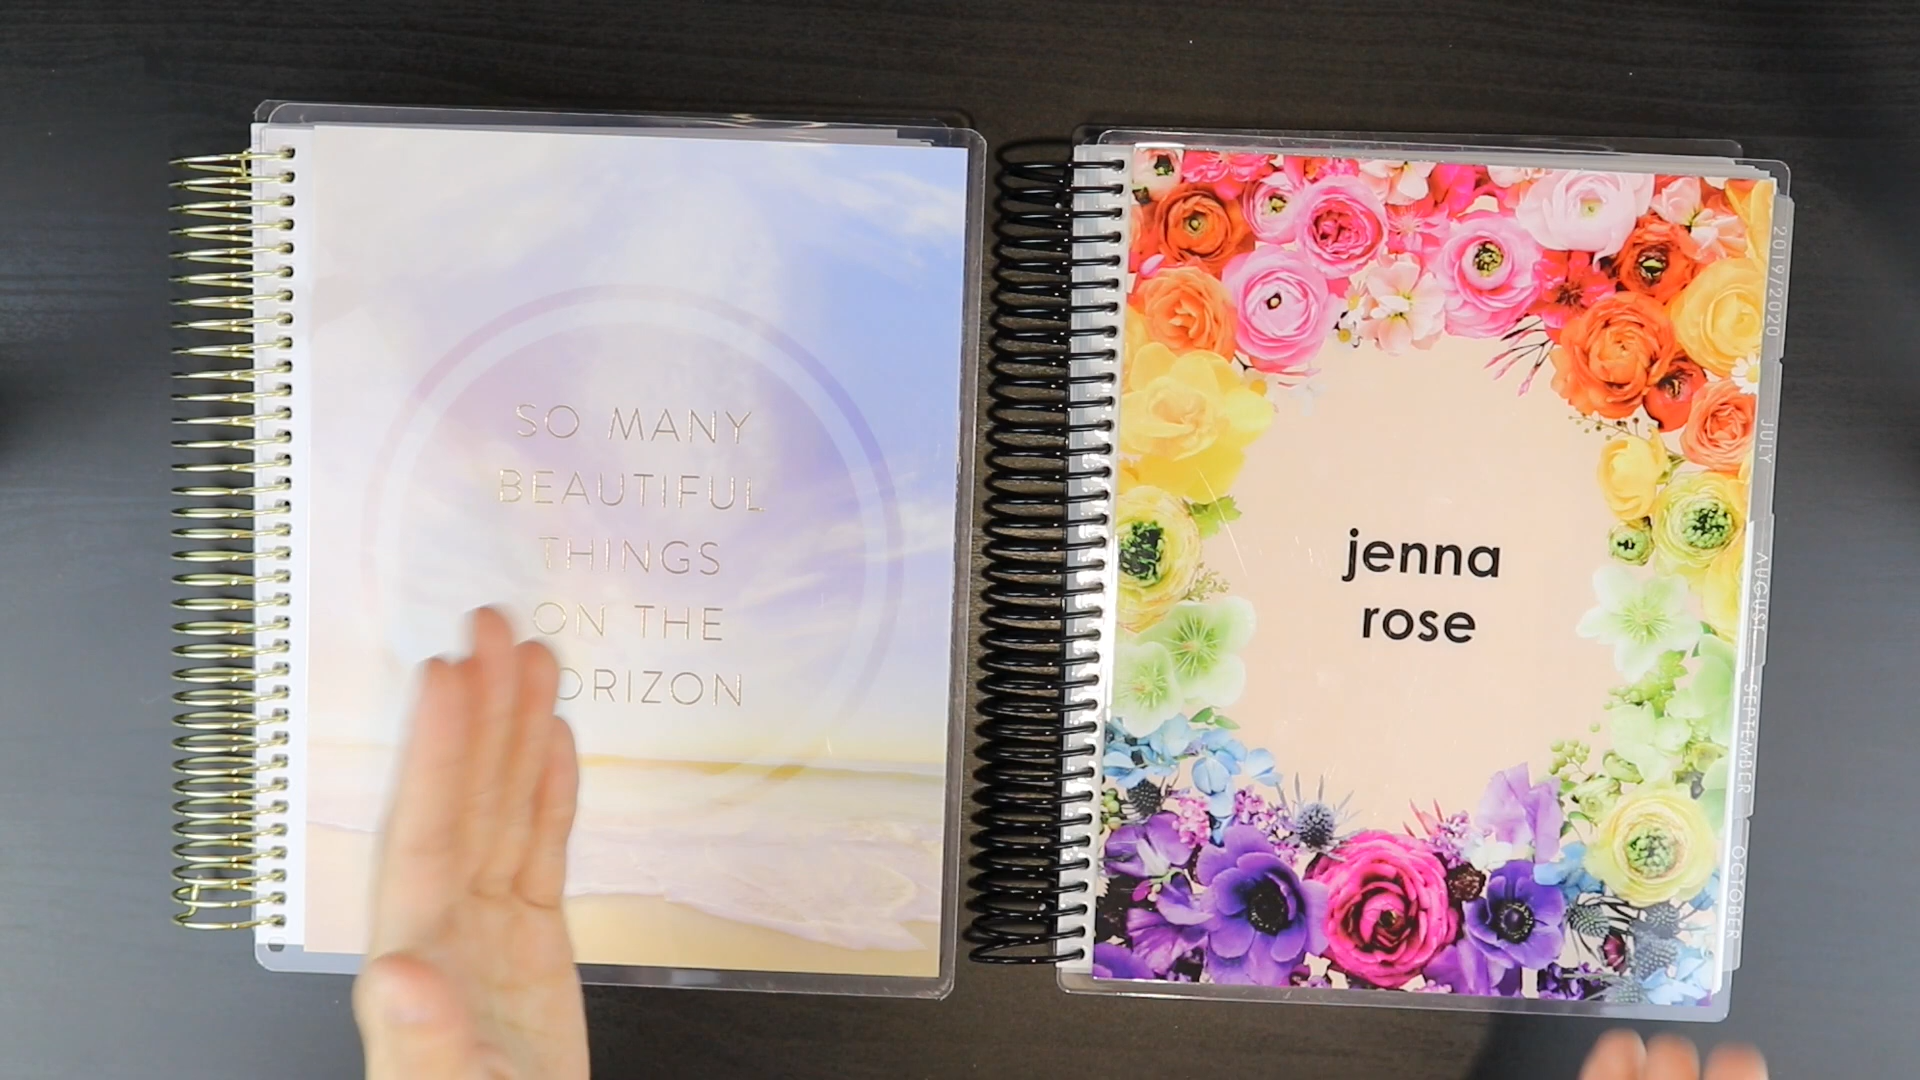 SO MANY
BEAUTIFUL
THINGS
ON THE
ORIZON
jenna
rose
2019/2020
JULY
AUGUST
SEPTEMBER
OCTOBER